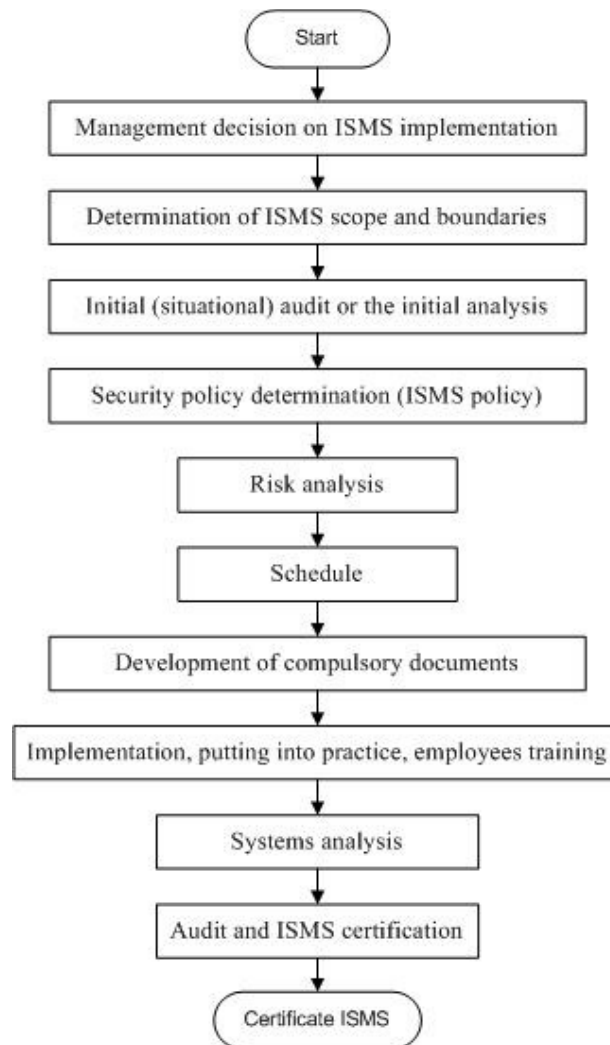 Start
Management decision on ISMS implementation
Determination of ISMS scope and boundaries
Initial (situational) audit or the initial analysis
Security policy determination (ISMS policy)
Risk analysis
Schedule
Development of compulsory documents
Implementation, putting into practice, employees training
Systems analysis
Audit and ISMS certification
Certificate ISMS